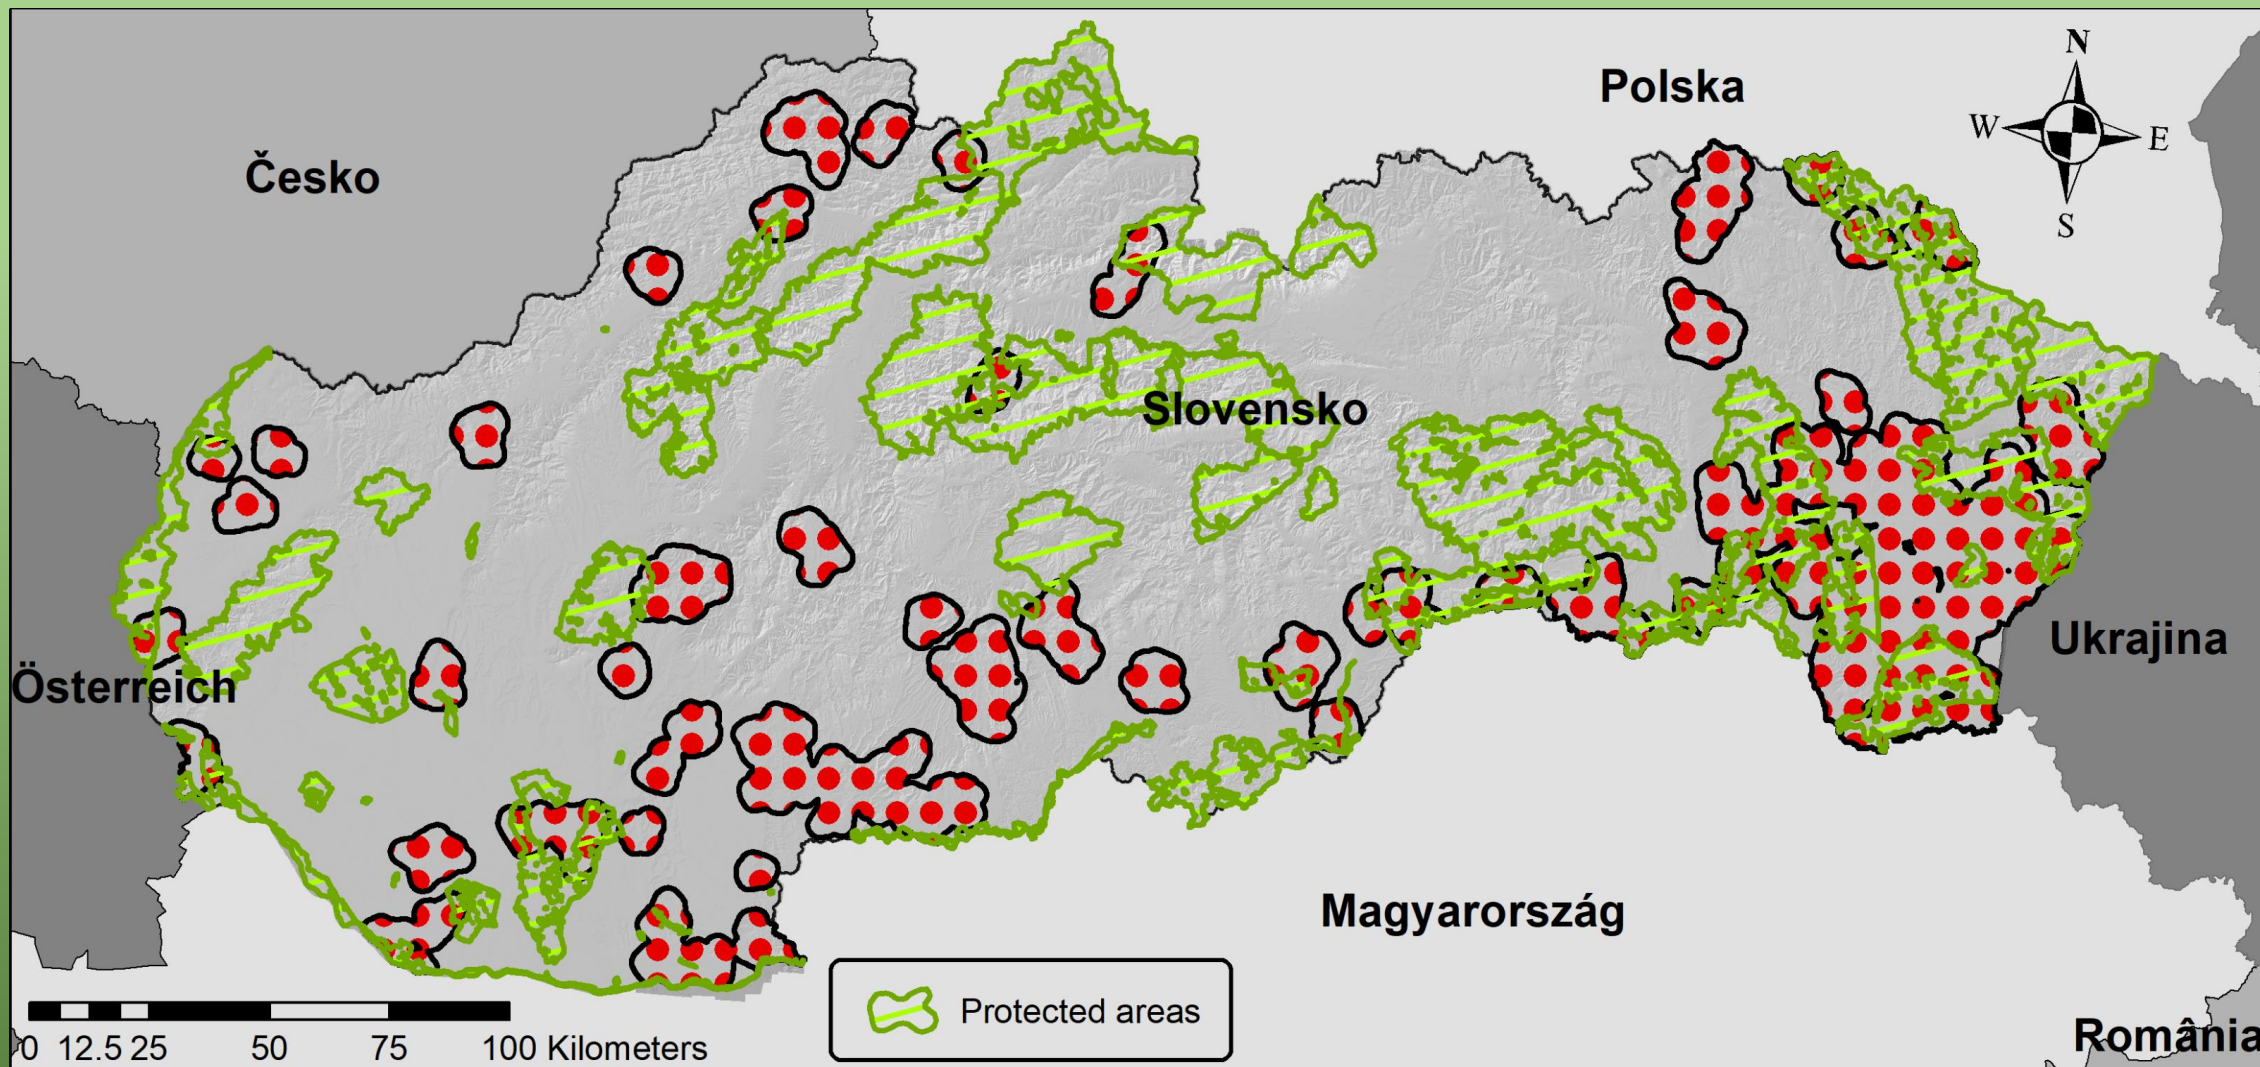 N
Polska
W
E
S
Česko
Slovensko
Ukrajina
Österreich
Magyarország
Protected areas
0 12.5 25 50 75 100 Kilometers
România